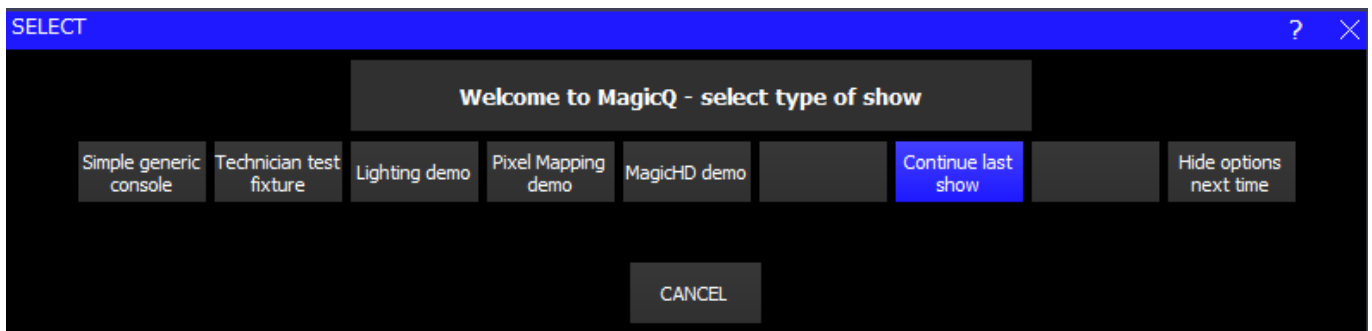 SELECT ? ×
Welcome to MagicQ - select type of show
Simple generic
console
Technician test
fixture
Lighting demo
Pixel Mapping
demo
MagicHD demo
Continue last
show
Hide options
next time
CANCEL